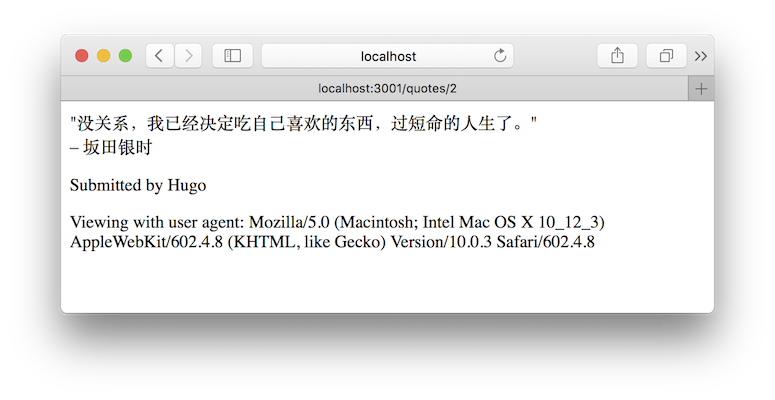 localhost
localhost:3001/quotes/2
"没关系，我已经决定吃自己喜欢的东西，过短命的人生了。"
– 坂田银时
Submitted by Hugo
Viewing with user agent: Mozilla/5.0 (Macintosh; Intel Mac OS X 10_12_3)
AppleWebKit/602.4.8 (KHTML, like Gecko) Version/10.0.3 Safari/602.4.8